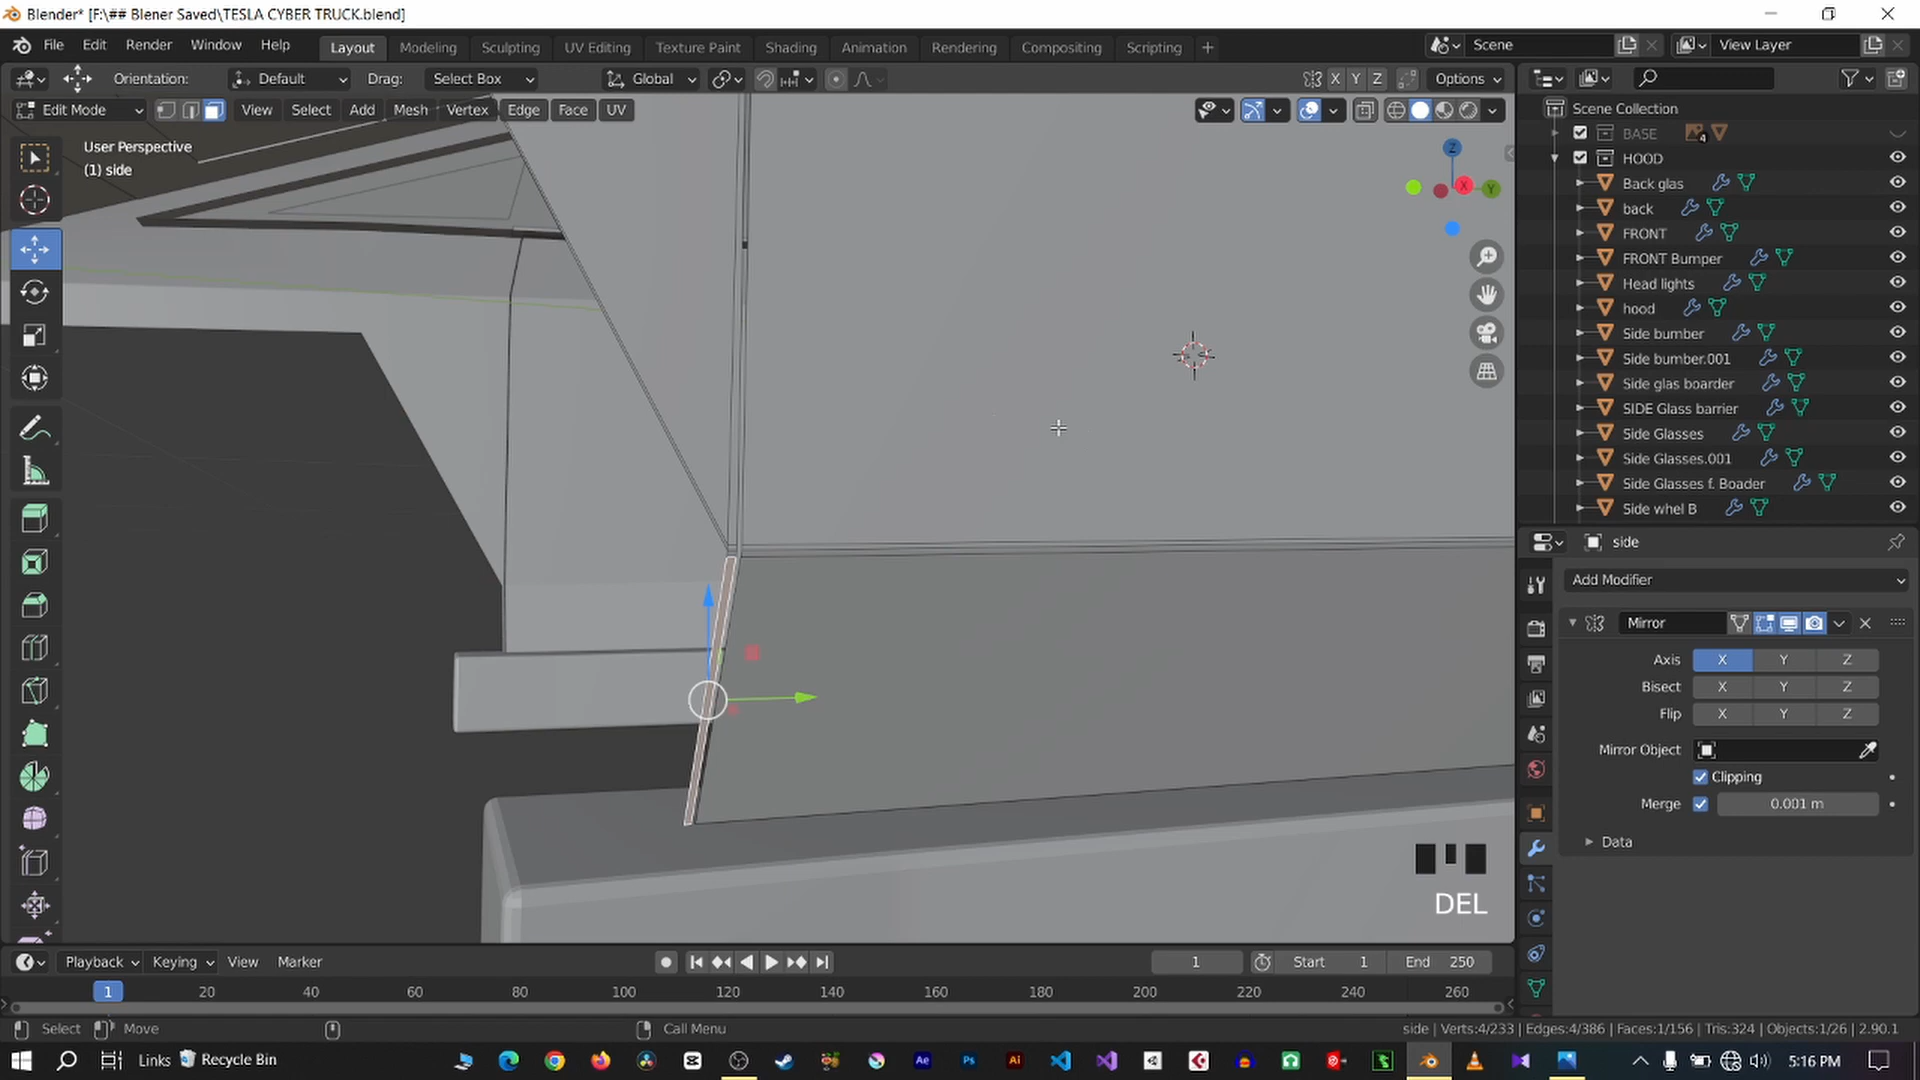 Blender* [F:\## Blener Saved\TESLA CYBER TRUCK.blend]
File Edit Render Window Help Layout Modeling Sculpting UV Editing Texture Paint Shading Animation Rendering Compositing Scripting + Scene View Layer
Orientation: Default Drag: Select Box Global X Y Z Options
Edit Mode View Select Add Mesh Vertex Edge Face UV
User Perspective
(1) side
Z
X
Y
Scene Collection
BASE 4
HOOD
Back glas
back
FRONT
FRONT Bumper
Head lights
hood
Side bumber
Side bumber.001
Side glas boarder
SIDE Glass barrier
Side Glasses
Side Glasses.001
Side Glasses f. Boader
Side whel B
side
Add Modifier
Mirror
Axis X Y Z
Bisect X Y Z
Flip X Y Z
Mirror Object
Clipping
Merge 0.001 m
Data
DEL
Playback Keying View Marker 1 Start 1 End 250
1 20 40 60 80 100 120 140 160 180 200 220 240 260
Select Move Call Menu side | Verts:4/233 | Edges:4/386 | Faces:1/156 | Tris:324 | Objects:1/26 | 2.90.1
Links Recycle Bin Ae Ps Ai 5:16 PM